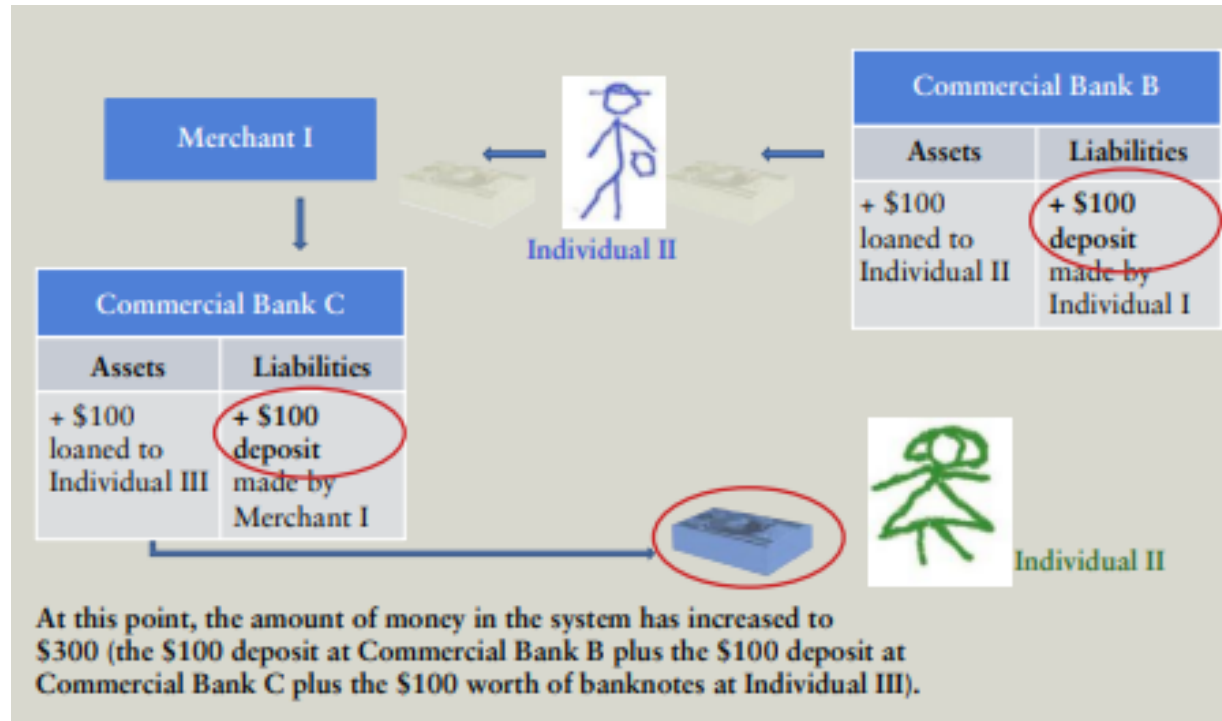 Commercial Bank B
Assets
Liabilities
+ $100
loaned to
Individual II
+ $100
deposit
made by
Individual I
Merchant I
Individual II
Commercial Bank C
Assets
Liabilities
+ $100
loaned to
Individual III
+ $100
deposit
made by
Merchant I
Individual II
At this point, the amount of money in the system has increased to
$300 (the $100 deposit at Commercial Bank B plus the $100 deposit at
Commercial Bank C plus the $100 worth of banknotes at Individual III).